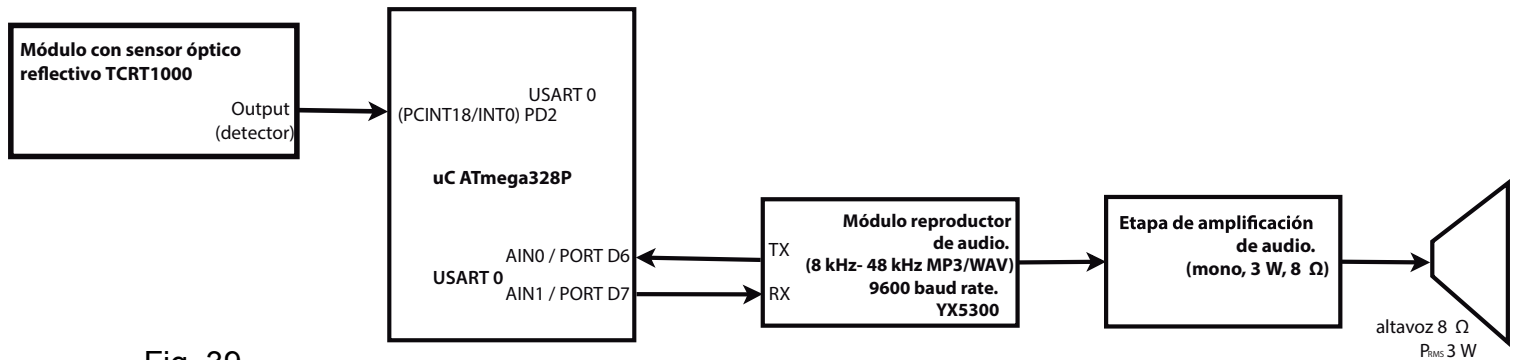 Módulo con sensor óptico
reflectivo TCRT1000
Output
(detector)
USART 0
(PCINT18/INT0) PD2
uC ATmega328P
AIN0 / PORT D6
USART 0
AIN1 / PORT D7
TX
RX
Módulo reproductor
de audio.
(8 kHz- 48 kHz MP3/WAV)
9600 baud rate.
YX5300
Etapa de amplificación
de audio.
(mono, 3 W, 8 Ω)
altavoz 8 Ω
PRMS 3 W
Fig. 39